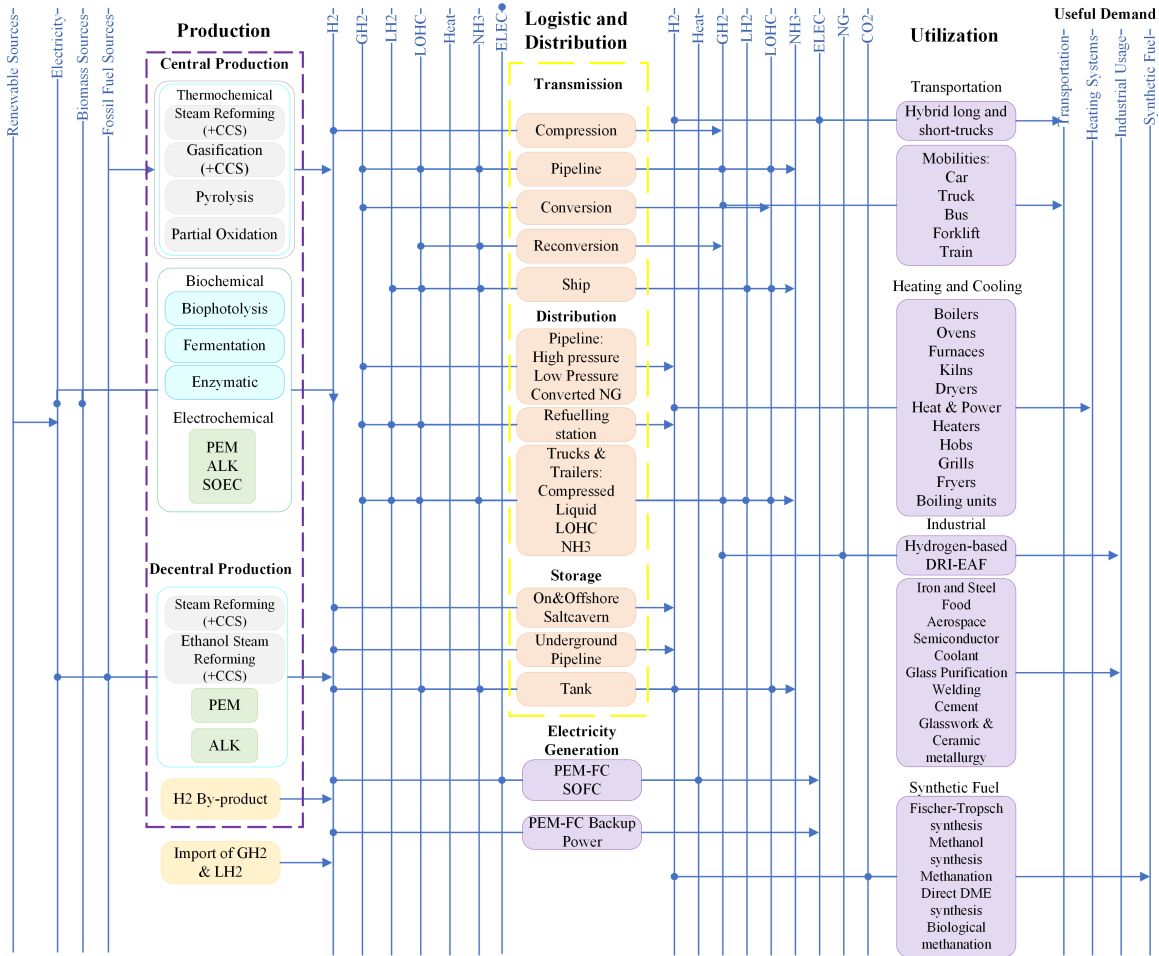 Renewable Sources-
Electricity-
Biomass Sources-
Fossil Fuel Sources-
Production
Central Production
Thermochemical
Steam Reforming
(+CCS)
Gasification
(+CCS)
Pyrolysis
Partial Oxidation
Biochemical
Biophotolysis
Fermentation
Enzymatic
Electrochemical
PEM
ALK
SOEC
Decentral Production
Steam Reforming
(+CCS)
Ethanol Steam
Reforming
(+CCS)
PEM
ALK
H2 By-product
Import of GH2
& LH2
H2-
GH2-
LH2-
LOHC-
Heat-
NH3-
ELEC-
Logistic and
Distribution
Transmission
Compression
Pipeline
Conversion
Reconversion
Ship
Distribution
Pipeline:
High pressure
Low Pressure
Converted NG
Refuelling
station
Trucks &
Trailers:
Compressed
Liquid
LOHC
NH3
Storage
On&Offshore
Saltcavern
Underground
Pipeline
Tank
Electricity
Generation
PEM-FC
SOFC
PEM-FC Backup
Power
H2-
Heat-
GH2-
LH2-
LOHC-
NH3-
ELEC-
NG-
CO2-
Utilization
Transportation
Hybrid long and
short-trucks
Mobilities:
Car
Truck
Bus
Forklift
Train
Heating and Cooling
Boilers
Ovens
Furnaces
Kilns
Dryers
Heat & Power
Heaters
Hobs
Grills
Fryers
Boiling units
Industrial
Hydrogen-based
DRI-EAF
Iron and Steel
Food
Aerospace
Semiconductor
Coolant
Glass Purification
Welding
Cement
Glasswork &
Ceramic
metallurgy
Synthetic Fuel
Fischer-Tropsch
synthesis
Methanol
synthesis
Methanation
Direct DME
synthesis
Biological
methanation
Useful Demand
Transportation-
Heating Systems-
Industrial Usage-
Synthetic Fuel-